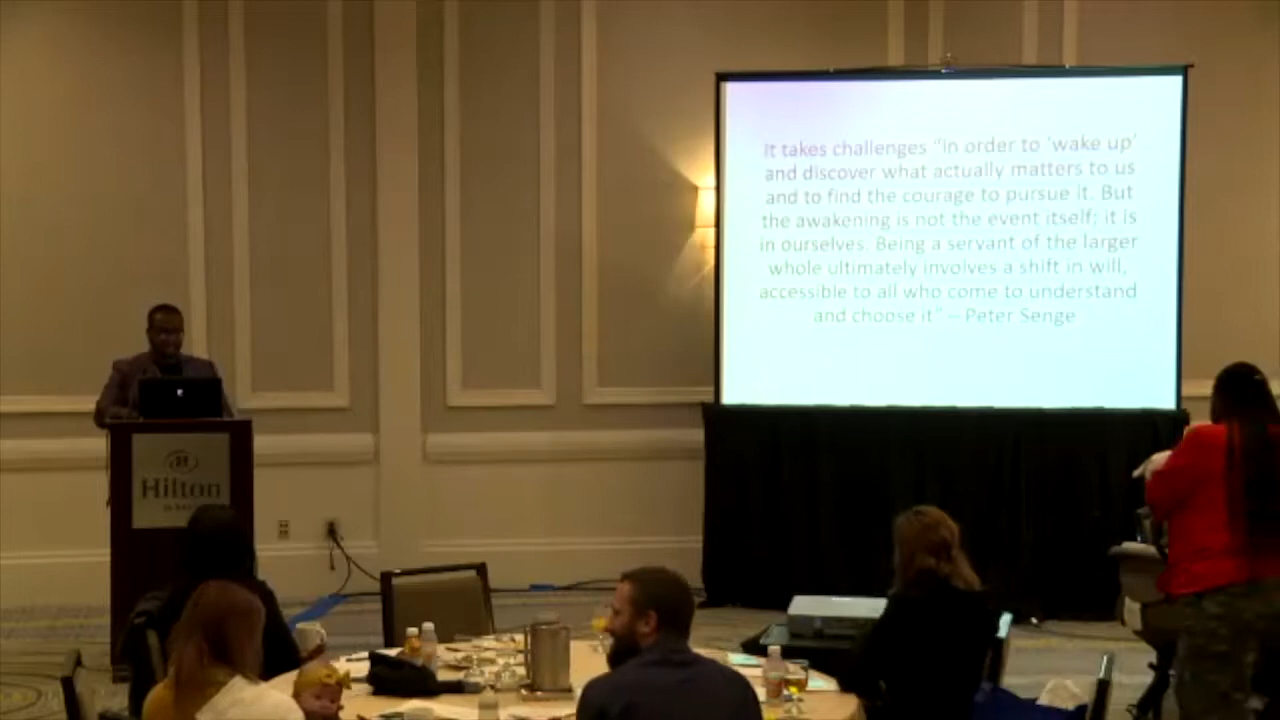 It takes challenges “in order to ‘wake up’
and discover what actually matters to us
and to find the courage to pursue it. But
the awakening is not the event itself; it is
in ourselves. Being a servant of the larger
whole ultimately involves a shift in will,
accessible to all who come to understand
and choose it” – Peter Senge
Hilton